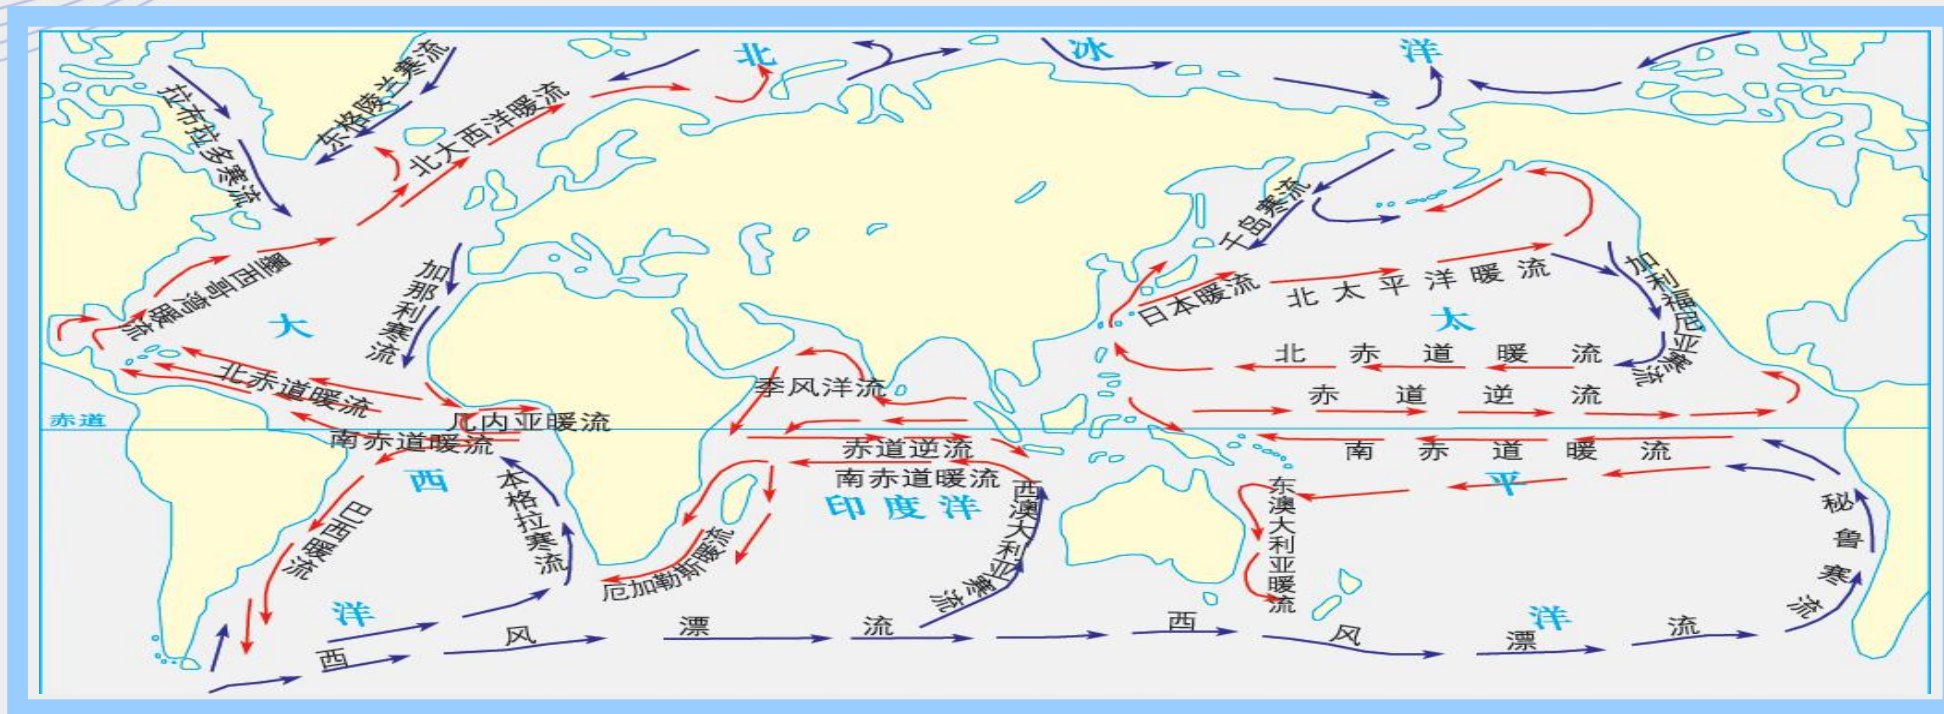 北冰洋
拉布拉多寒流
东格陵兰寒流
北大西洋暖流
墨西哥湾暖流
加那利寒流
千岛寒流
日本暖流
北太平洋暖流
加利福尼亚寒流
大西洋
太平洋
北赤道暖流
季风洋流
北赤道暖流
赤道逆流
赤道
几内亚暖流
南赤道暖流
赤道逆流
南赤道暖流
南赤道暖流
印度洋
巴西暖流
本格拉寒流
厄加勒斯暖流
西澳大利亚寒流
东澳大利亚暖流
秘鲁寒流
西风漂流
西风漂流